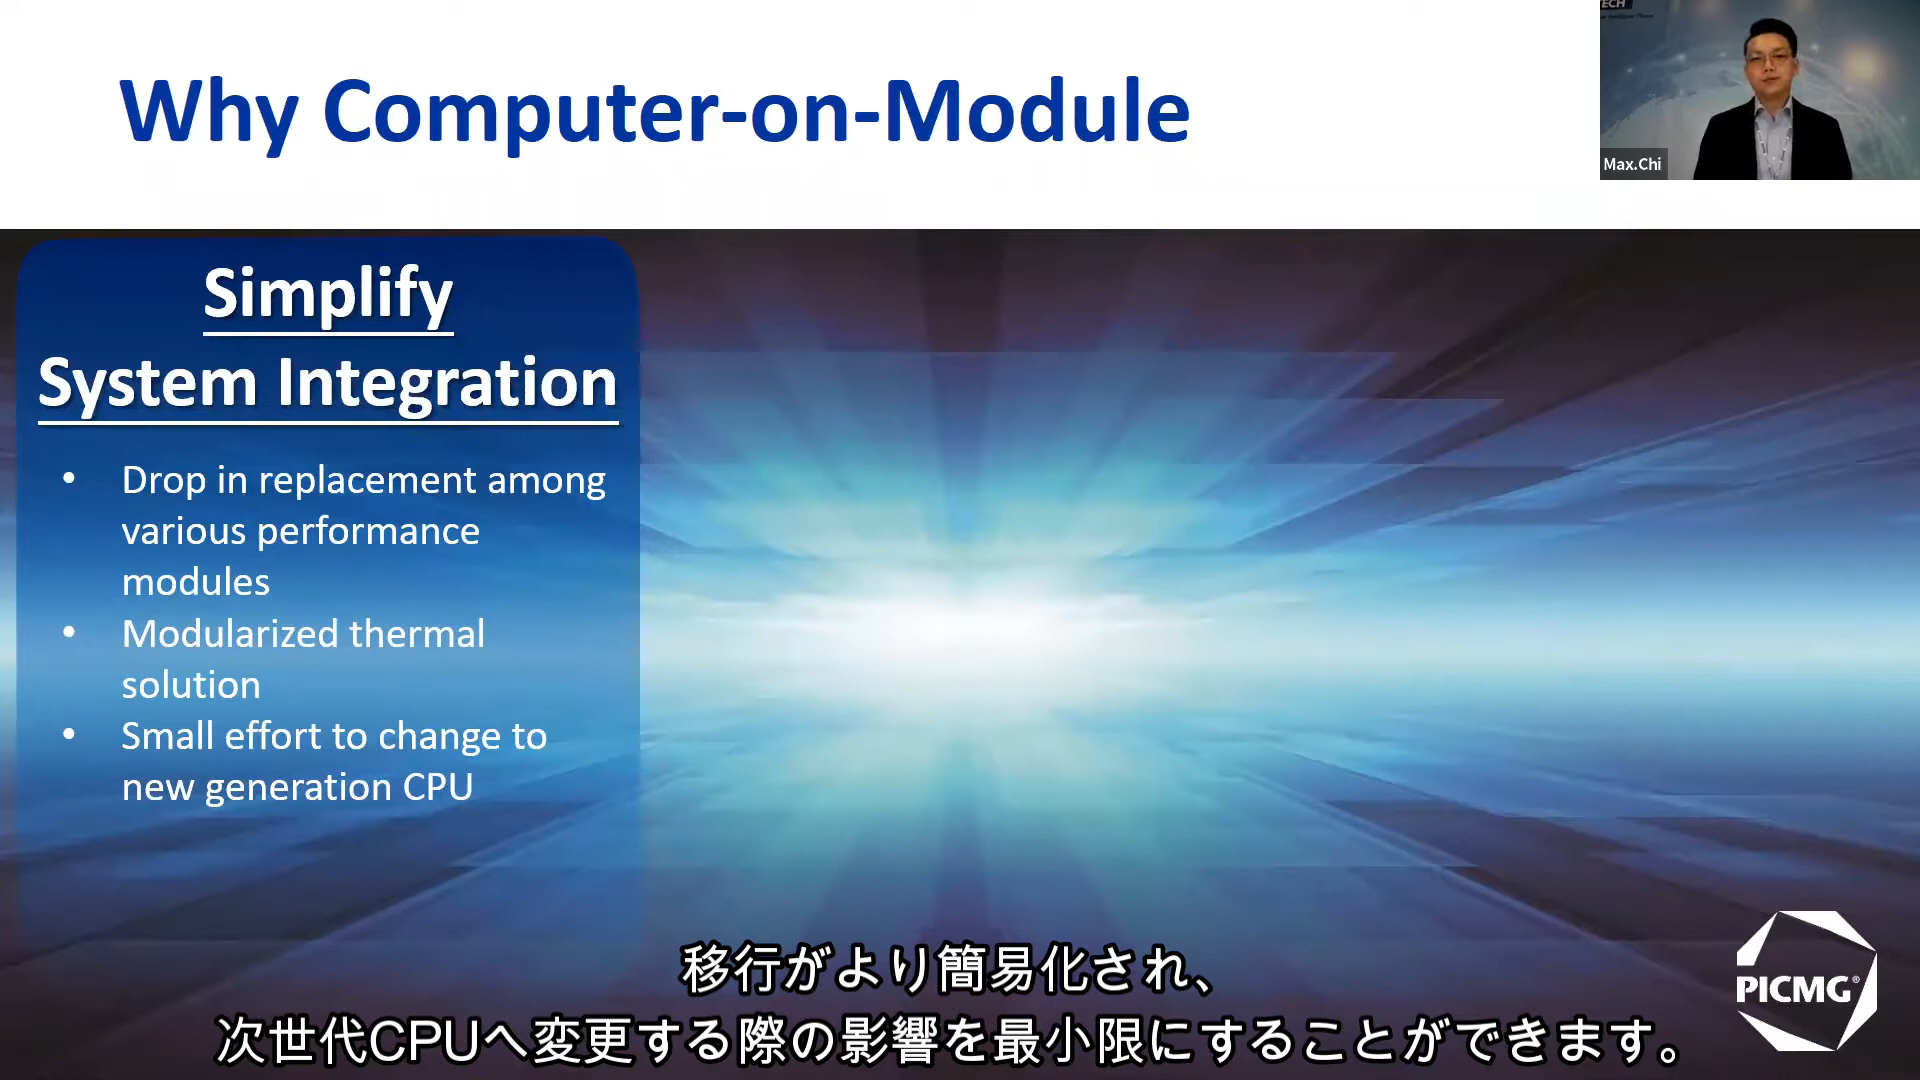 Why Computer-on-Module
ECH
Max.Chi
Simplify
System Integration
• Drop in replacement among
various performance
modules
• Modularized thermal
solution
• Small effort to change to
new generation CPU
移行がより簡易化され、
次世代CPUへ変更する際の影響を最小限にすることができます。
PICMG®